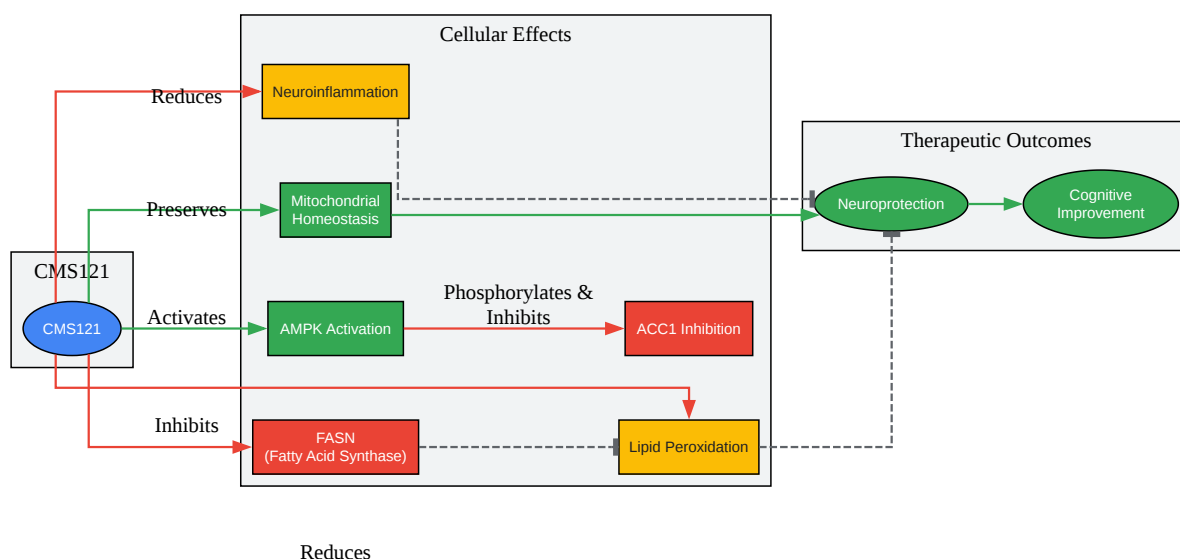 Cellular Effects
Reduces
Neuroinflammation
Therapeutic Outcomes
Preserves
Mitochondrial
Homeostasis
Neuroprotection
Cognitive
Improvement
CMS121
CMS121
Activates
AMPK Activation
Phosphorylates &
Inhibits
ACC1 Inhibition
Inhibits
FASN
(Fatty Acid Synthase)
Lipid Peroxidation
Reduces